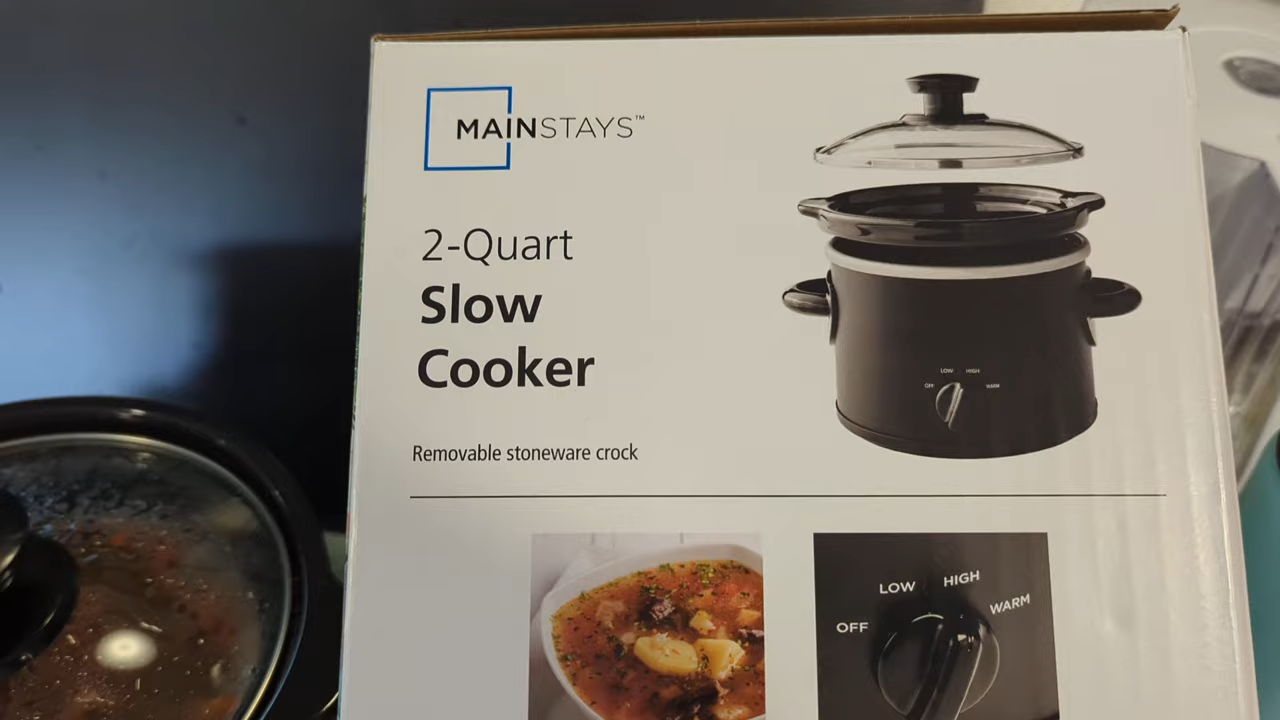 MAINSTAYS™
2-Quart
Slow
Cooker
Removable stoneware crock
OFF LOW HIGH WARM
OFF LOW HIGH WARM